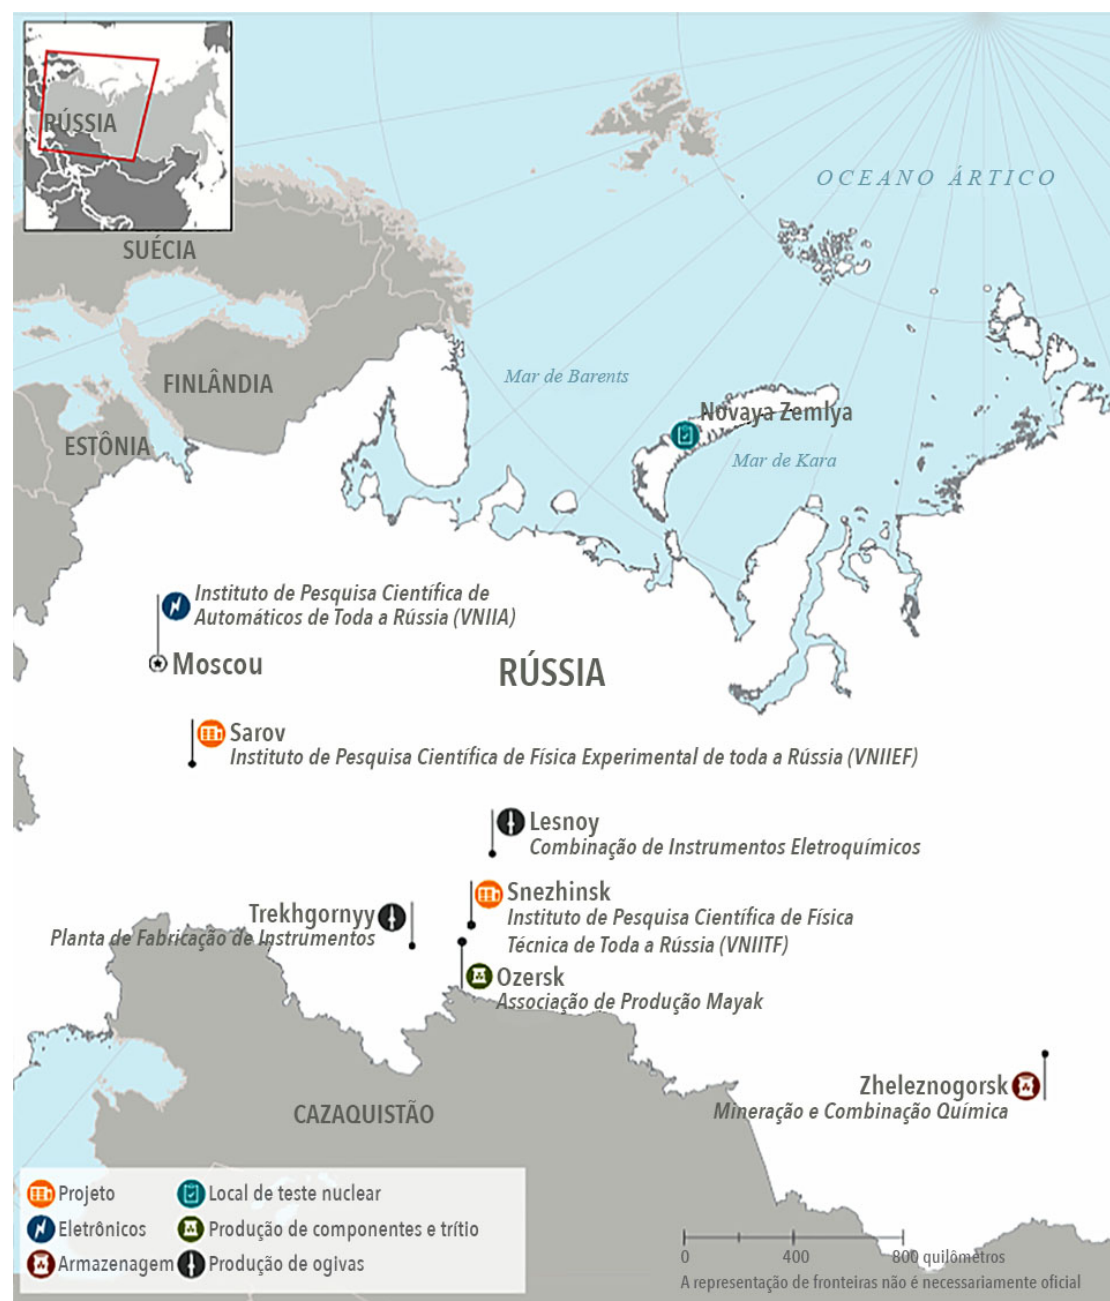 RÚSSIA
OCEANO ÁRTICO
SUÉCIA
FINLÂNDIA
Mar de Barents
Novaya Zemlya
ESTÔNIA
Mar de Kara
Instituto de Pesquisa Científica de
Automáticos de Toda a Rússia (VNIIA)
Moscou
RÚSSIA
Sarov
Instituto de Pesquisa Científica de Física Experimental de toda a Rússia (VNIIEF)
Lesnoy
Combinação de Instrumentos Eletroquímicos
Snezhinsk
Instituto de Pesquisa Científica de Física
Técnica de Toda a Rússia (VNIITF)
Trekhgornyy
Planta de Fabricação de Instrumentos
Ozersk
Associação de Produção Mayak
Zheleznogorsk
Mineração e Combinação Química
CAZAQUISTÃO
Projeto
Local de teste nuclear
Eletrônicos
Produção de componentes e trítio
Armazenagem
Produção de ogivas
0 400 800 quilômetros
A representação de fronteiras não é necessariamente oficial